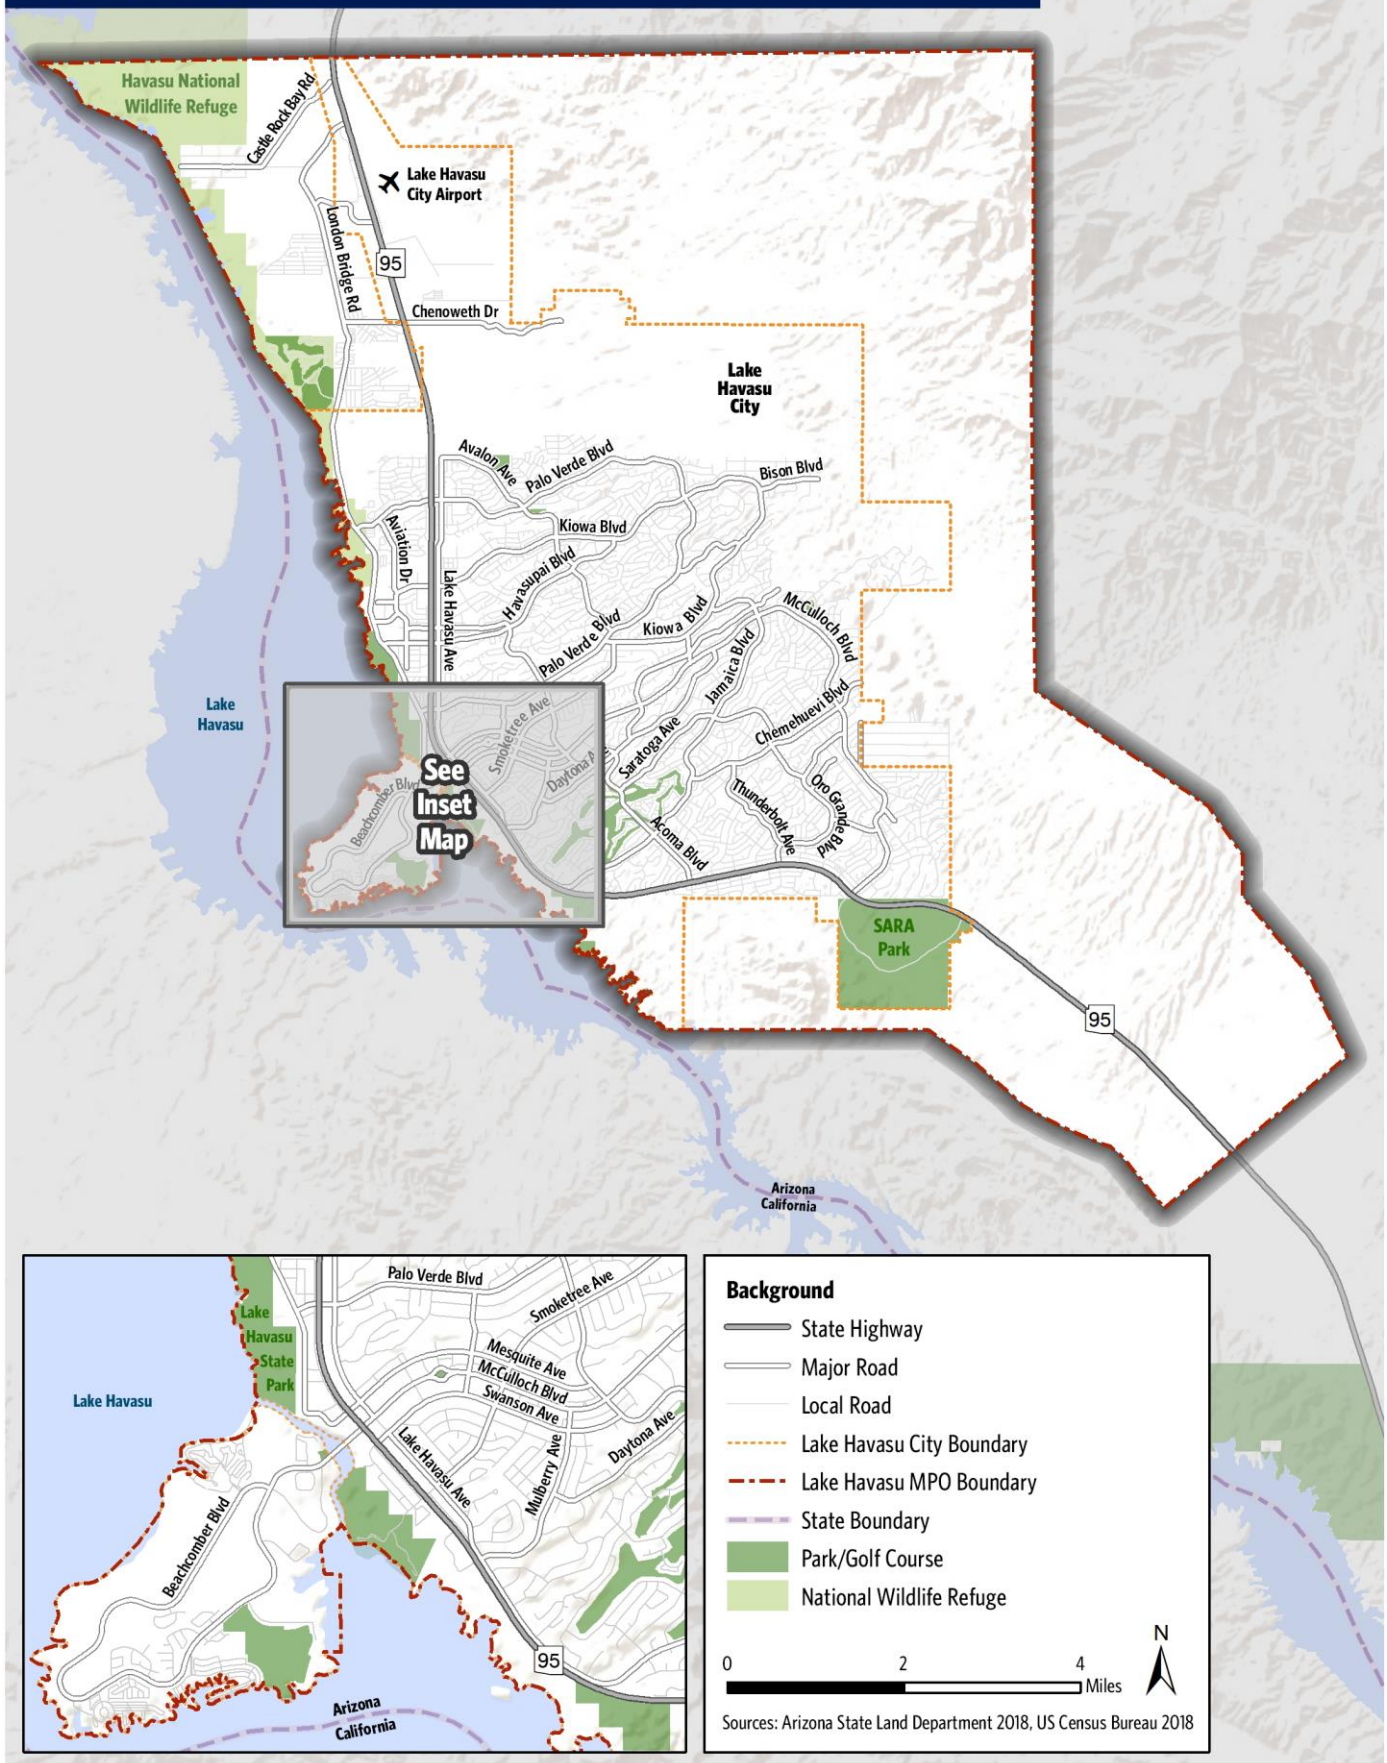 Havasu National
Wildlife Refuge
Castle Rock Bay Rd
Lake Havasu
City Airport
London Bridge Rd
95
Chenoweth Dr
Lake
Havasu
City
Avalon Ave
Palo Verde Blvd
Bison Blvd
Aviation Dr
Kiowa Blvd
Havasupai Blvd
Lake Havasu Ave
Palo Verde Blvd
Kiowa Blvd
McCulloch Blvd
Jamaica Blvd
Lake
Havasu
Smoketree Ave
Saratoga Ave
Chemehuevi Blvd
Daytona A
See
Inset
Map
Beachcomber Blvd
Thunderbolt Ave
Oro Grande Blvd
Acoma Blvd
SARA
Park
95
Arizona
California
Palo Verde Blvd
Smoketree Ave
Lake
Havasu
State
Park
Mesquite Ave
McCulloch Blvd
Swanson Ave
Lake Havasu
Lake Havasu Ave
Mulberry Ave
Daytona Ave
Beachcomber Blvd
95
Arizona
California
Background
State Highway
Major Road
Local Road
Lake Havasu City Boundary
Lake Havasu MPO Boundary
State Boundary
Park/Golf Course
National Wildlife Refuge
N
0 2 4
Miles
Sources: Arizona State Land Department 2018, US Census Bureau 2018